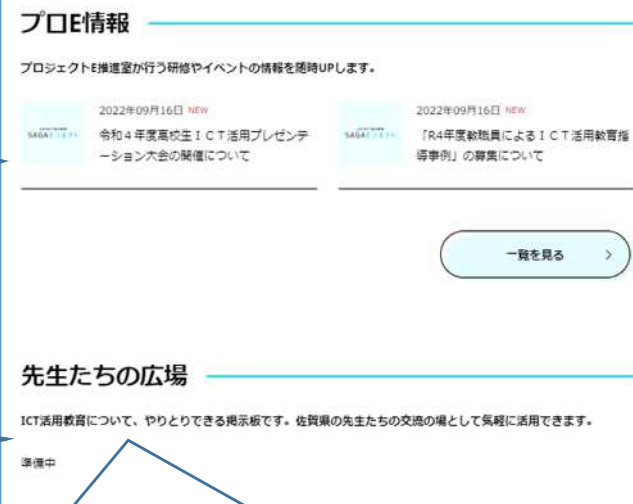 プロE情報
プロジェクトE推進室が行う研修やイベントの情報を随時UPします。
2022年09月16日 NEW
令和４年度高校生ＩＣＴ活用プレゼンテ
ーション大会の開催について
2022年09月16日 NEW
「R4年度教職員によるＩＣＴ活用教育指
導事例」の募集について
一覧を見る
先生たちの広場
ICT活用教育について、やりとりできる掲示板です。佐賀県の先生たちの交流の場として気軽に活用できます。
準備中